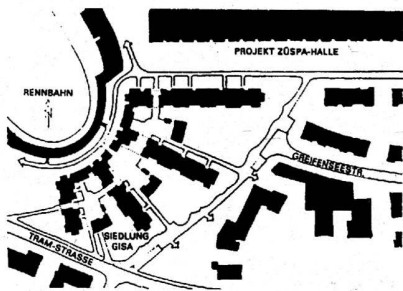 PROJEKT ZÜSPA-HALLE
RENNBAHN
GREIFENSEESTR.
SIEDLUNG
GISA
TRAM-STRASSE